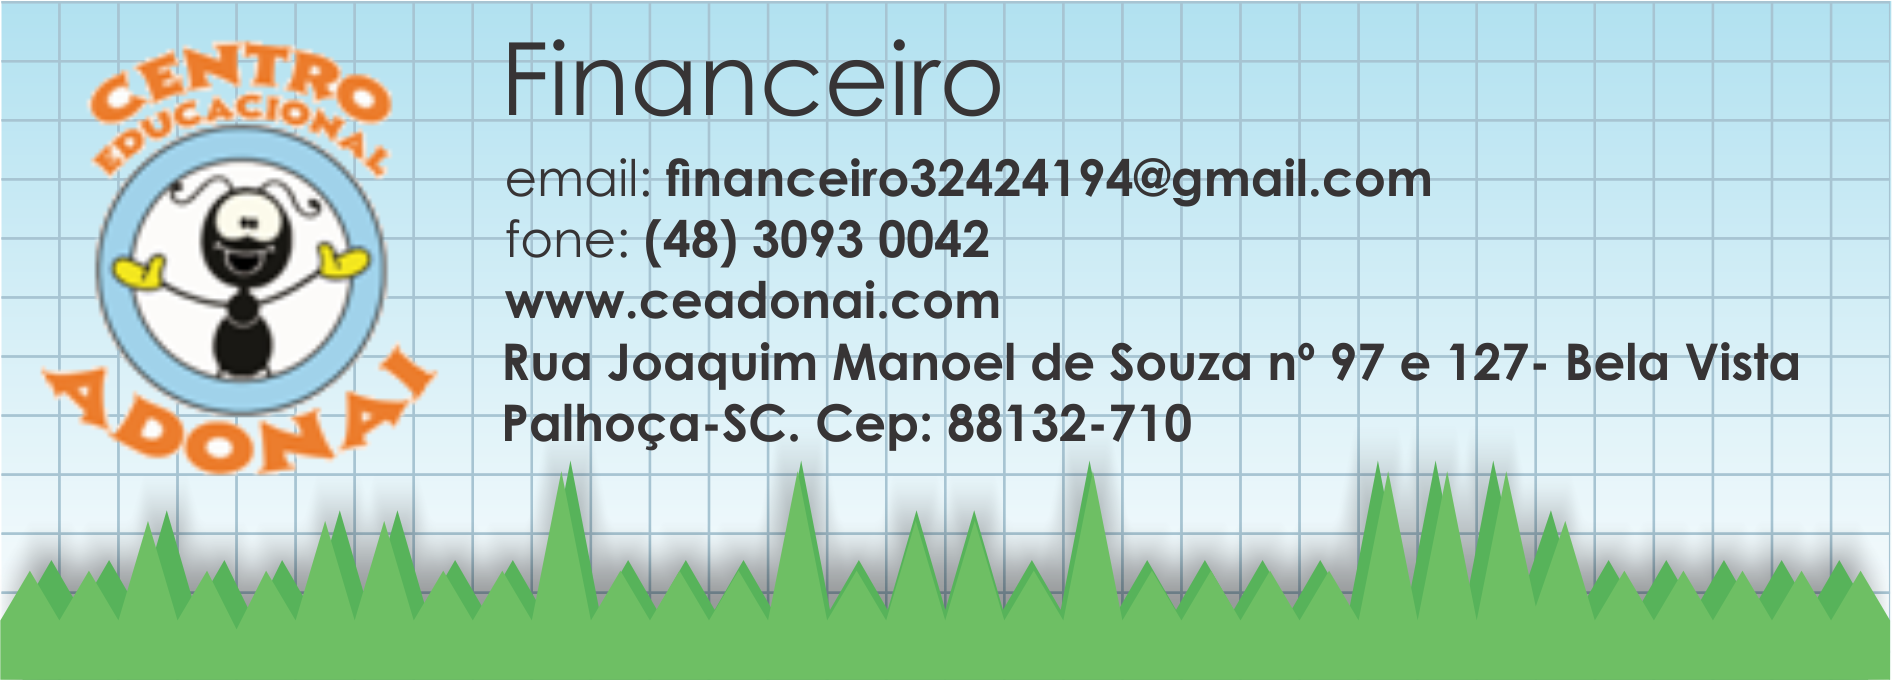 CENTRO
EDUCACIONAL
ADONAI
Financeiro
email: financeiro32424194@gmail.com
fone: (48) 3093 0042
www.ceadonai.com
Rua Joaquim Manoel de Souza nº 97 e 127- Bela Vista
Palhoça-SC. Cep: 88132-710